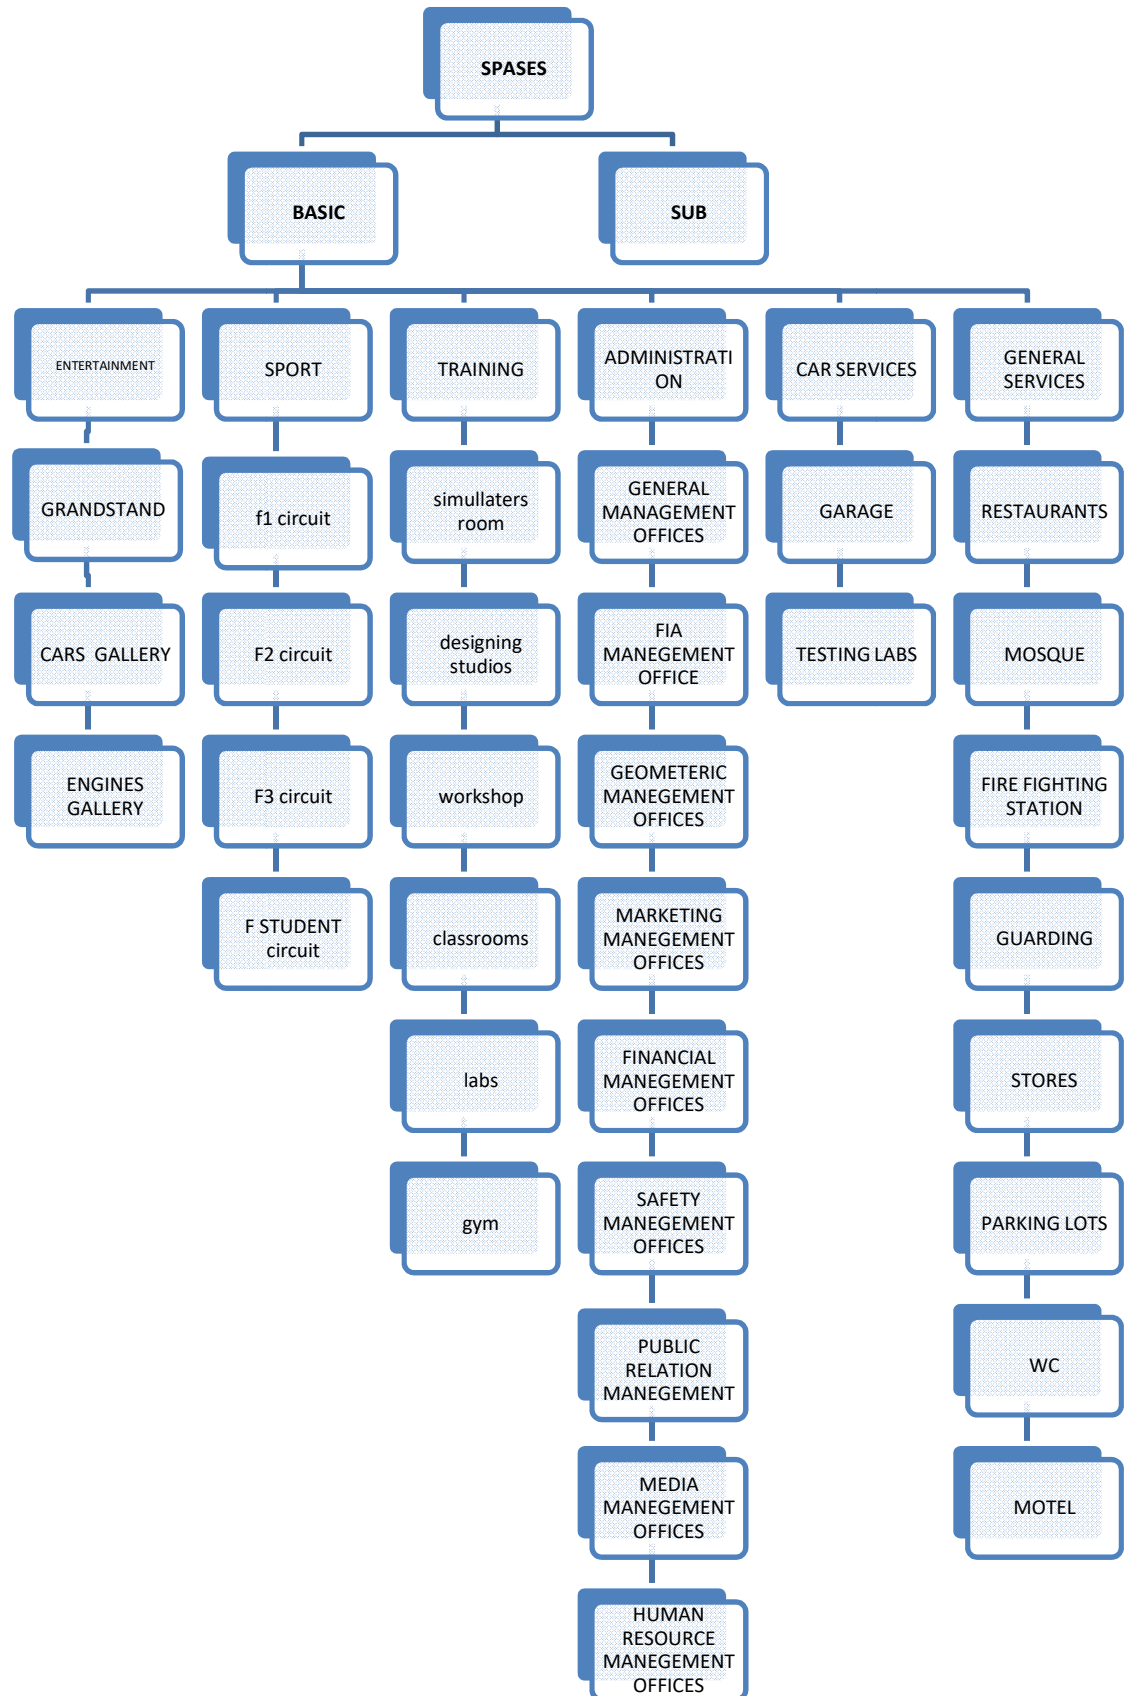 SPASES
BASIC
SUB
ENTERTAINMENT
SPORT
TRAINING
ADMINISTRATI
ON
CAR SERVICES
GENERAL
SERVICES
GRANDSTAND
f1 circuit
simullaters
room
GENERAL
MANAGEMENT
OFFICES
GARAGE
RESTAURANTS
CARS  GALLERY
F2 circuit
designing
studios
FIA
MANEGEMENT
OFFICE
TESTING LABS
MOSQUE
ENGINES
GALLERY
F3 circuit
workshop
GEOMETERIC
MANEGEMENT
OFFICES
FIRE FIGHTING
STATION
F STUDENT
circuit
classrooms
MARKETING
MANEGEMENT
OFFICES
GUARDING
labs
FINANCIAL
MANEGEMENT
OFFICES
STORES
gym
SAFETY
MANEGEMENT
OFFICES
PARKING LOTS
PUBLIC
RELATION
MANEGEMENT
WC
MEDIA
MANEGEMENT
OFFICES
MOTEL
HUMAN
RESOURCE
MANEGEMENT
OFFICES